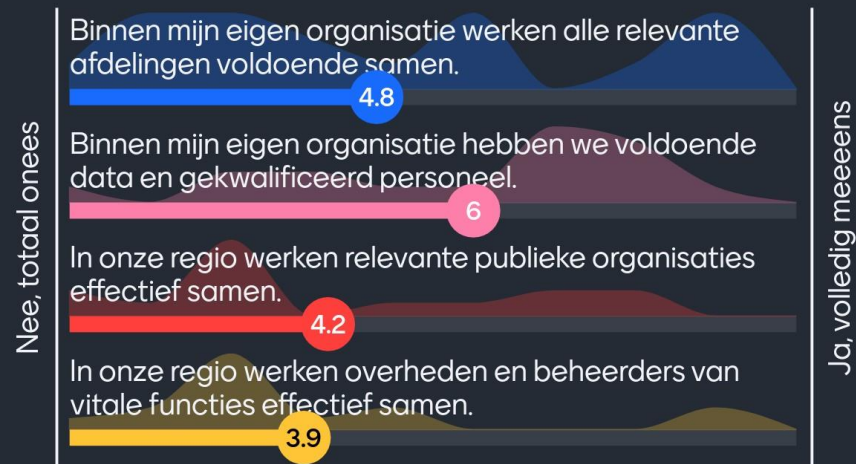 Binnen mijn eigen organisatie werken alle relevante
afdelingen voldoende samen.
4.8
Binnen mijn eigen organisatie hebben we voldoende
data en gekwalificeerd personeel.
6
In onze regio werken relevante publieke organisaties
effectief samen.
4.2
In onze regio werken overheden en beheerders van
vitale functies effectief samen.
3.9
Nee, totaal onees
Ja, volledig meeeens